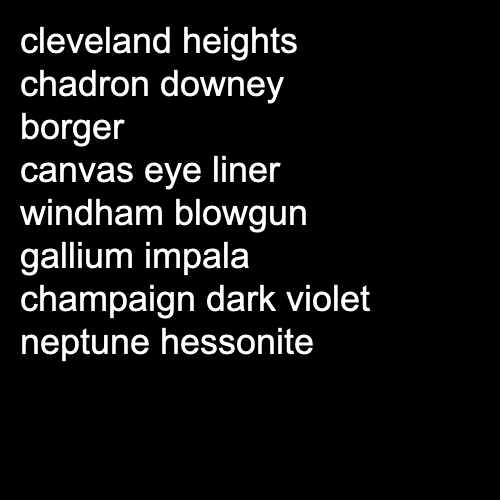 cleveland heights
chadron downey
borger
canvas eye liner
windham blowgun
gallium impala
champaign dark violet
neptune hessonite